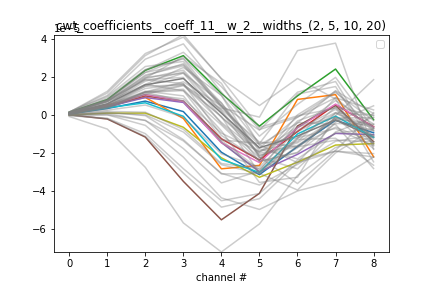 cwt_coefficients__coeff_11__w_2__widths_(2, 5, 10, 20)
1e−5
4
2
0
−2
−4
−6
0 1 2 3 4 5 6 7 8
channel #